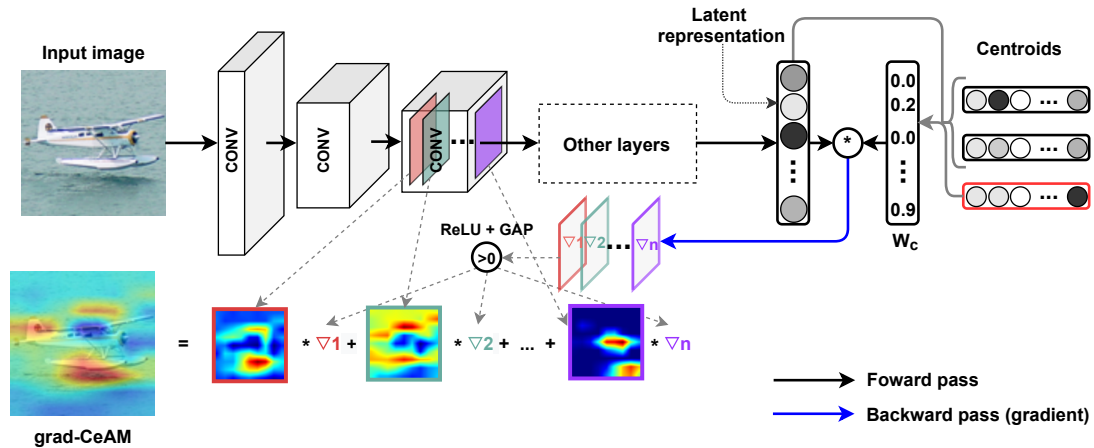 Latent
representation
Input image
Centroids
CONV
CONV
CONV
...
Other layers
*
0.0
0.2
0.0
0.9
W_c
...
...
...
ReLU + GAP
>0
▽1
▽2
...
▽n
= * ▽1 + * ▽2 + ... + * ▽n
Foward pass
Backward pass (gradient)
grad-CeAM